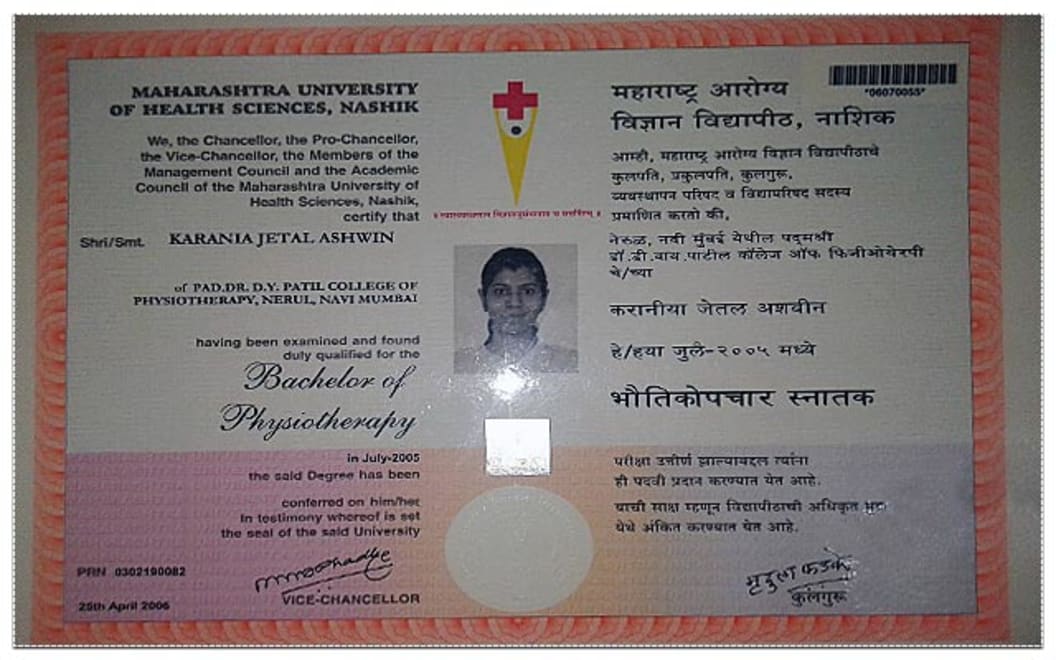 MAHARASHTRA UNIVERSITY
OF HEALTH SCIENCES, NASHIK
We, the Chancellor, the Pro-Chancellor,
the Vice-Chancellor, the Members of the
Management Council and the Academic
Council of the Maharashtra University of
Health Sciences, Nashik,
certify that
Shri/Smt. KARANIA JETAL ASHWIN
of PAD.DR. D.Y. PATIL COLLEGE OF
PHYSIOTHERAPY, NERUL, NAVI MUMBAI
having been examined and found
duly qualified for the
Bachelor of
Physiotherapy
in July-2005
the said Degree has been
conferred on him/her
In testimony whereof is set
the seal of the said University
PRN 0302190082
VICE-CHANCELLOR
25th April 2006
*06070055*
महाराष्ट्र आरोग्य
विज्ञान विद्यापीठ, नाशिक
आम्ही, महाराष्ट्र आरोग्य विज्ञान विद्यापीठाचे
कुलपति, प्रकुलपति, कुलगुरू,
व्यवस्थापन परिषद व विद्यापरिषद सदस्य
प्रमाणित करतो की,
नेरुळ, नवी मुंबई येथील पद्मश्री
डॉ.डी.वाय.पाटील कॉलेज ऑफ फिजीओथेरपी
चे/च्या
करानीया जेतल अशवीन
हे/हया जुलै-२००५ मध्ये
भौतिकोपचार स्नातक
परीक्षा उत्तीर्ण झाल्याबद्दल त्यांना
ही पदवी प्रदान करण्यात येत आहे.
याची साक्ष म्हणून विद्यापीठाची अधिकृत मुद्रा
येथे अंकित करण्यात येत आहे.
मृदुला फडके
कुलगुरू